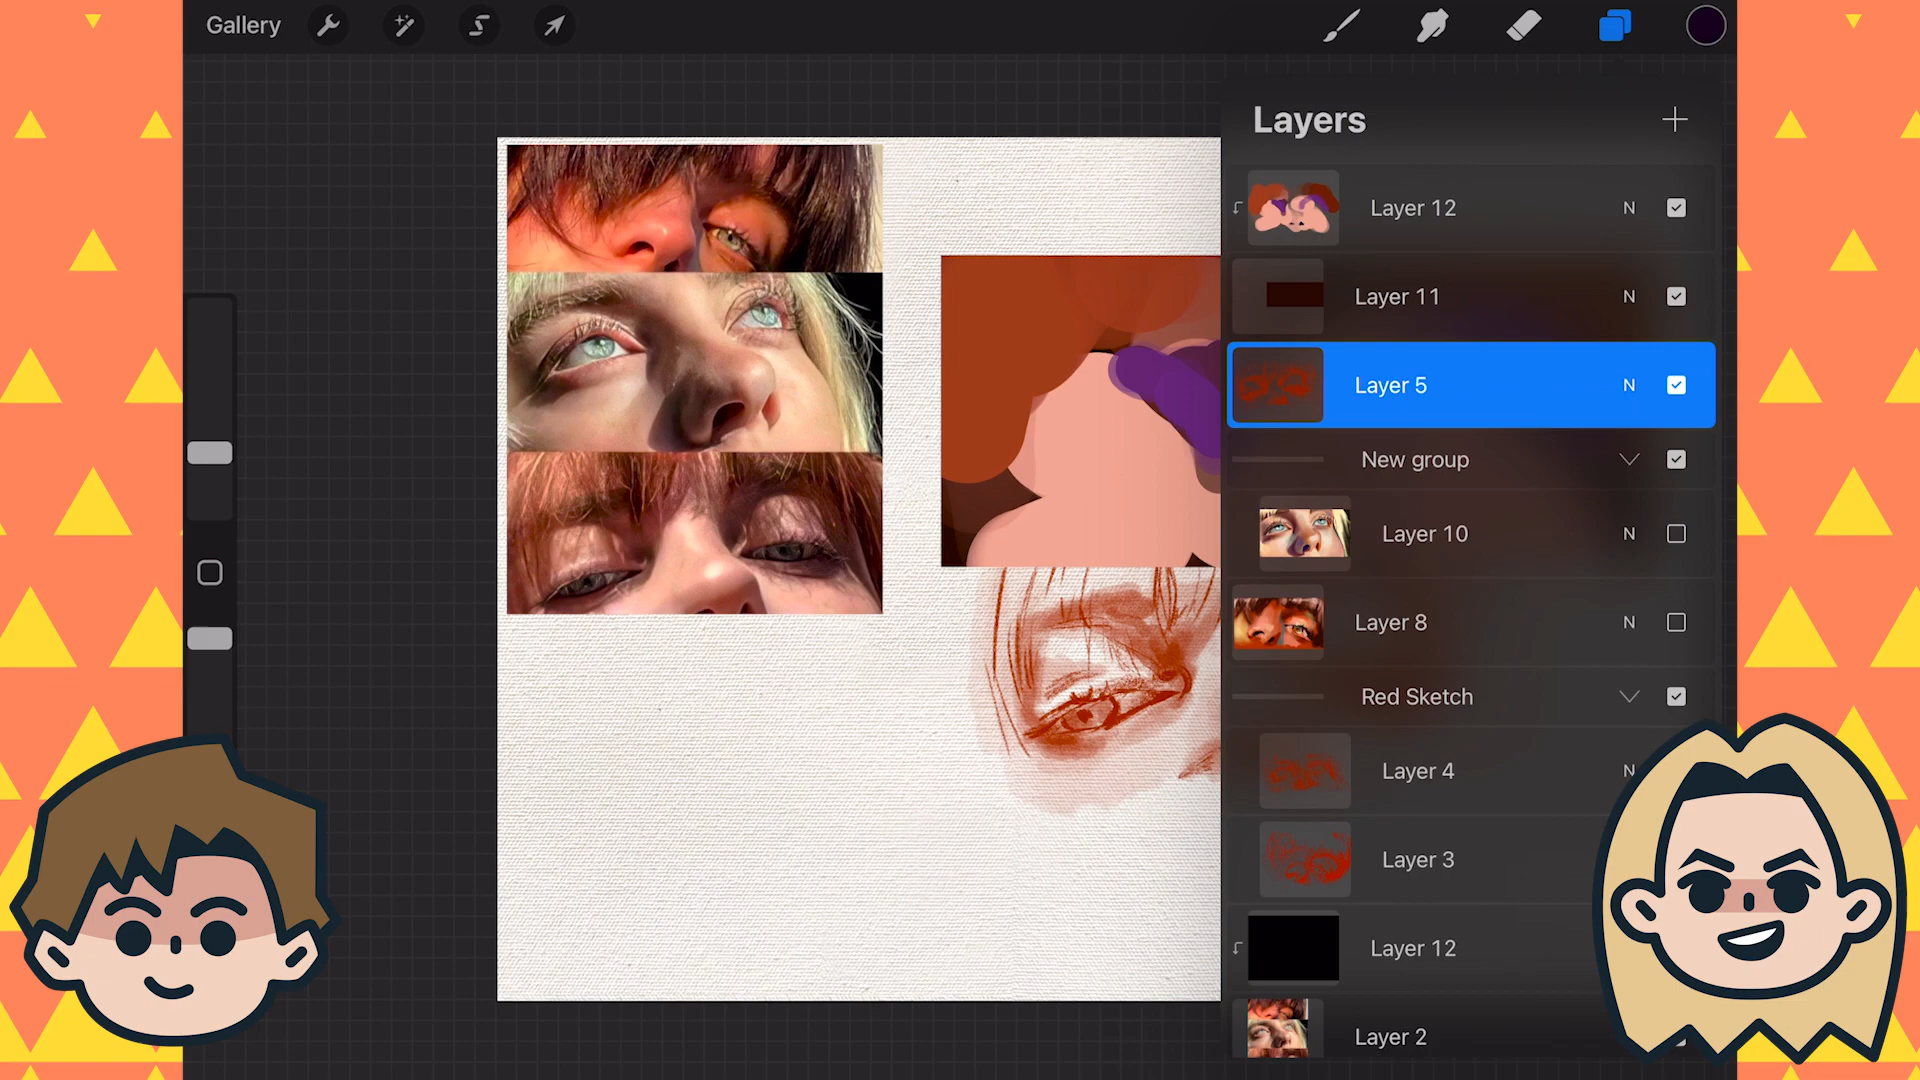 Gallery
Layers
Layer 12 N
Layer 11 N
Layer 5 N
New group
Layer 10 N
Layer 8 N
Red Sketch
Layer 4 N
Layer 3
Layer 12
Layer 2